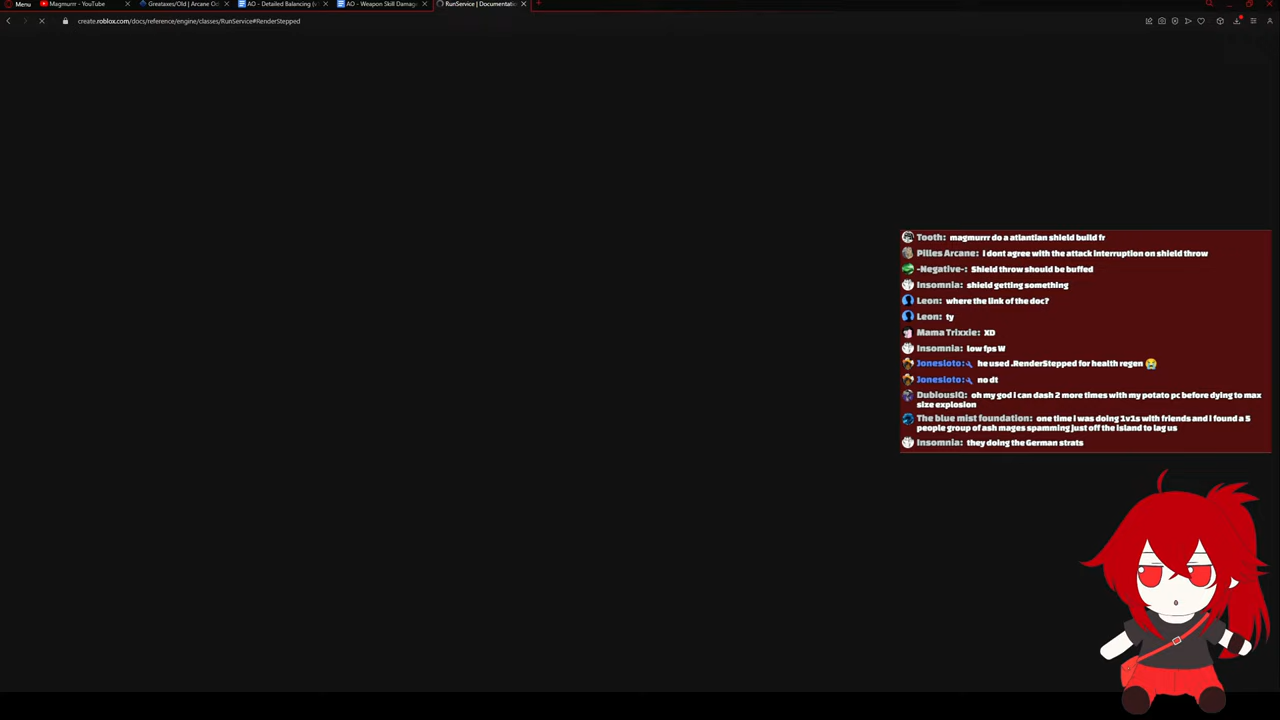 Menu
Magmurrr - YouTube
Greataxes/Old | Arcane Od
AO - Detailed Balancing (v
AO - Weapon Skill Damag
RunService | Documentatio
create.roblox.com/docs/reference/engine/classes/RunService#RenderStepped
Tooth: magmurrr do a atlantian shield build fr
Pilles Arcane: i dont agree with the attack interruption on shield throw
-Negative-: Shield throw should be buffed
Insomnia: shield getting something
Leon: where the link of the doc?
Leon: ty
Mama Trixxie: XD
Insomnia: low fps W
Jonesloto: he used .RenderStepped for health regen 😭
Jonesloto: no dt
DubiousIQ: oh my god i can dash 2 more times with my potato pc before dying to max
size explosion
The blue mist foundation: one time i was doing 1v1s with friends and i found a 5
people group of ash mages spamming just off the island to lag us
Insomnia: they doing the German strats